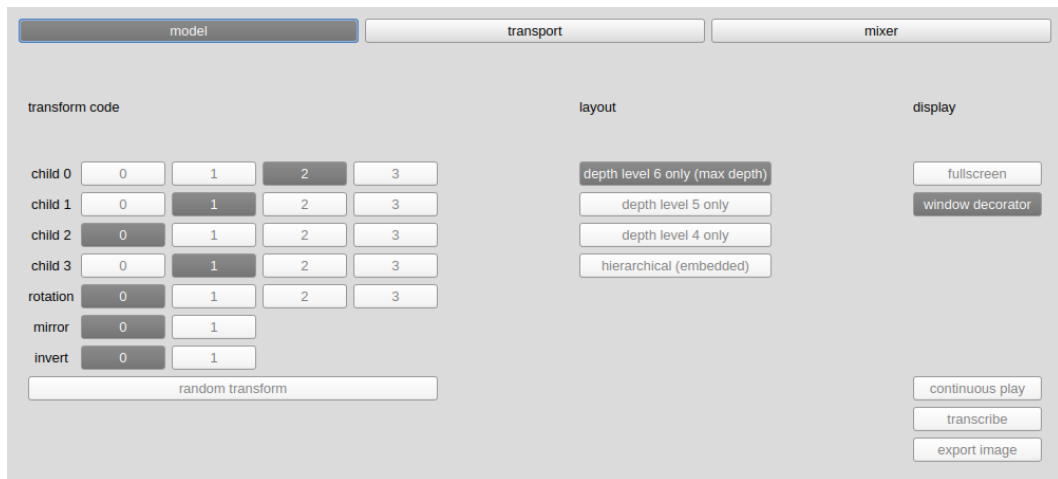 model transport mixer
transform code layout display
child 0 0 1 2 3 depth level 6 only (max depth) fullscreen
child 1 0 1 2 3 depth level 5 only window decorator
child 2 0 1 2 3 depth level 4 only
child 3 0 1 2 3 hierarchical (embedded)
rotation 0 1 2 3
mirror 0 1
invert 0 1
random transform continuous play
transcribe
export image